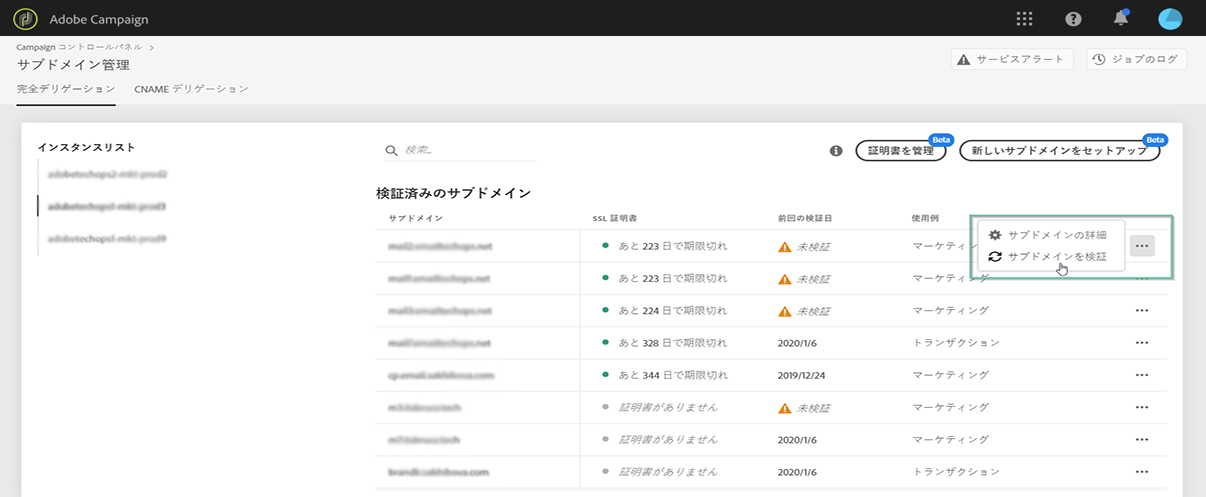 Adobe Campaign
Campaign コントロールパネル >
サブドメイン管理
サービスアラート
ジョブのログ
完全デリゲーション
CNAME デリゲーション
インスタンスリスト
検索...
証明書を管理
Beta
新しいサブドメインをセットアップ
Beta
検証済みのサブドメイン
サブドメイン SSL 証明書 前回の検証日 使用例
あと 223 日で期限切れ 未検証 マーケティング
サブドメインの詳細
サブドメインを検証
あと 223 日で期限切れ 未検証 マーケティング
あと 224 日で期限切れ 未検証 マーケティング
あと 328 日で期限切れ 2020/1/6 トランザクション
あと 344 日で期限切れ 2019/12/24 マーケティング
証明書がありません 未検証 マーケティング
証明書がありません 2020/1/6 マーケティング
証明書がありません 2020/1/6 トランザクション